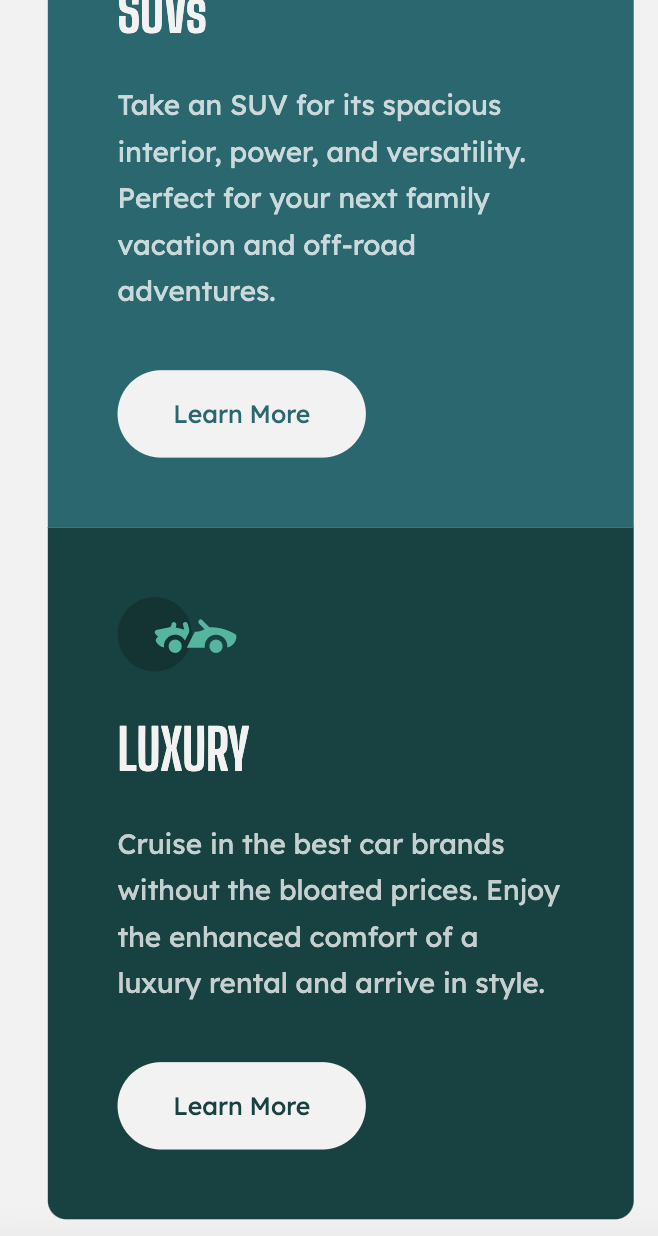 SUVs
Take an SUV for its spacious
interior, power, and versatility.
Perfect for your next family
vacation and off-road
adventures.
Learn More
LUXURY
Cruise in the best car brands
without the bloated prices. Enjoy
the enhanced comfort of a
luxury rental and arrive in style.
Learn More